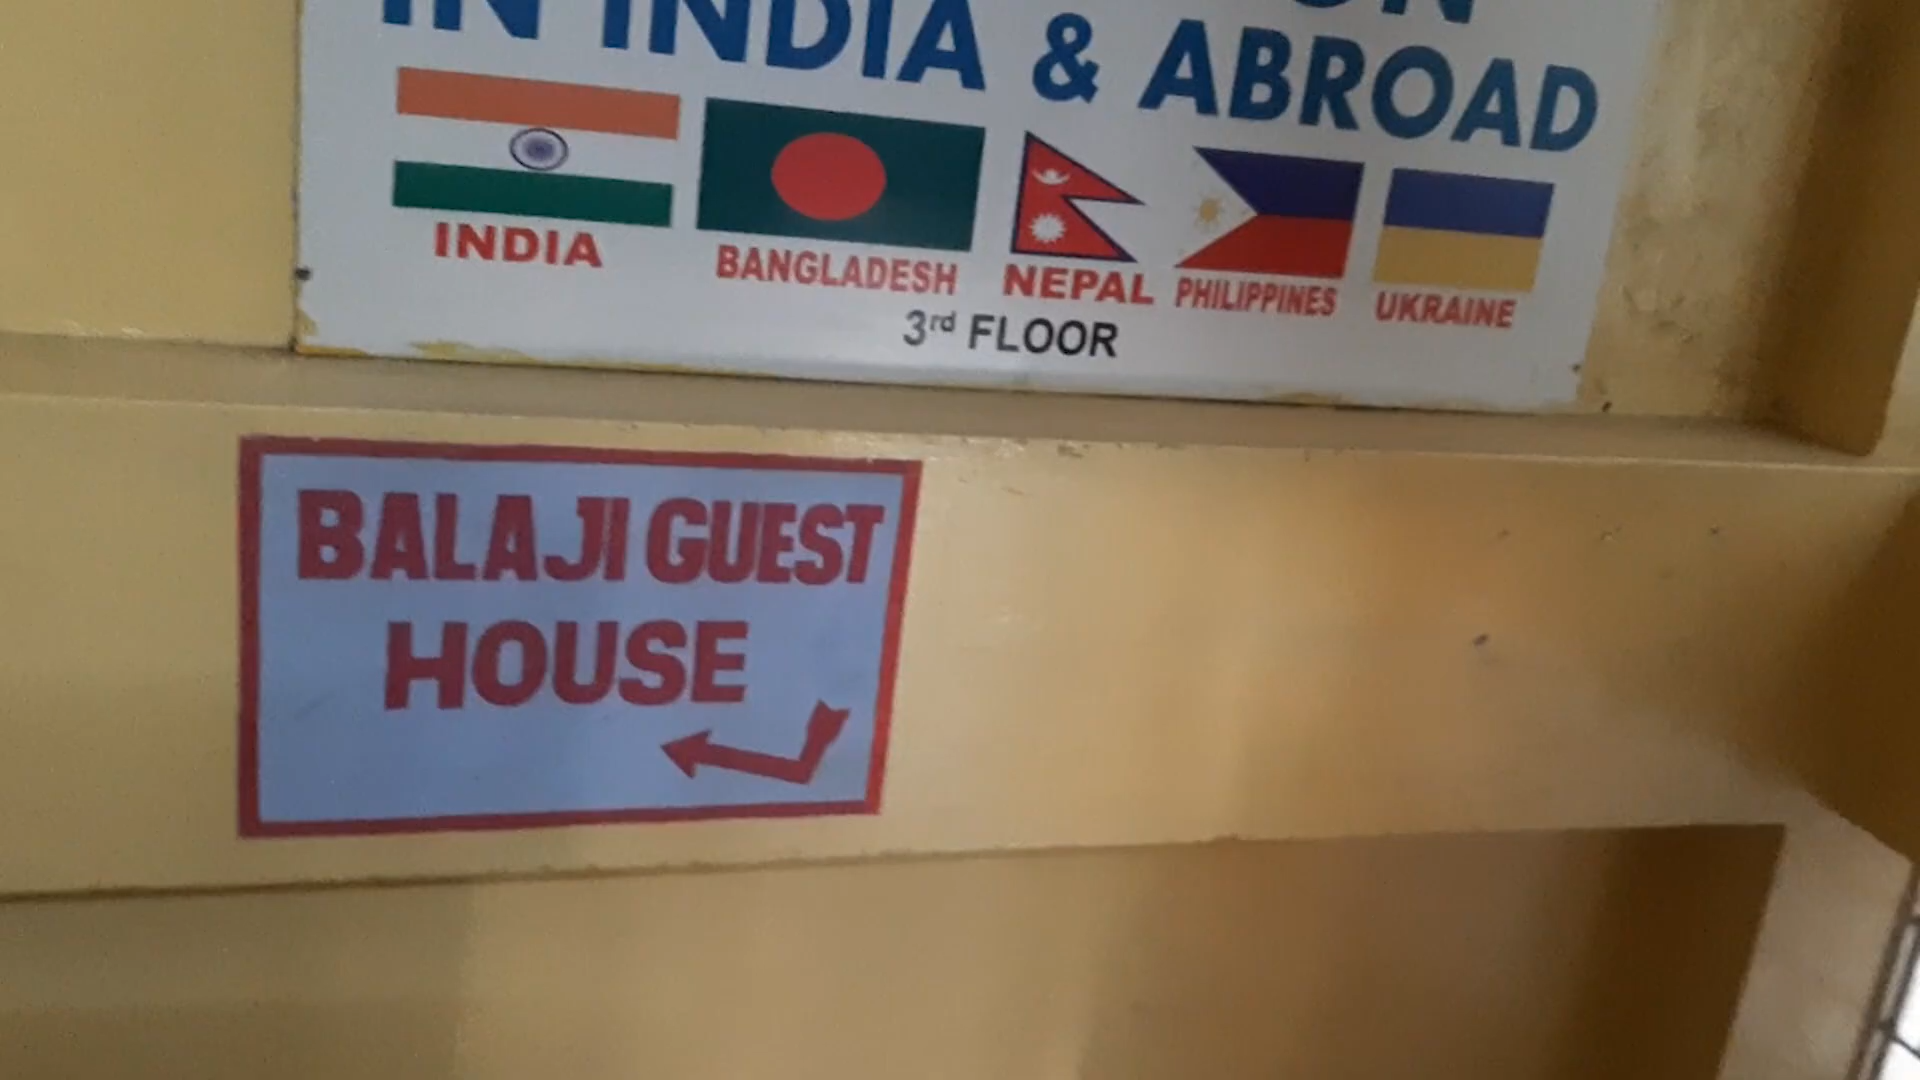 IN INDIA & ABROAD
INDIA BANGLADESH NEPAL PHILIPPINES UKRAINE
3rd FLOOR
BALAJI GUEST
HOUSE